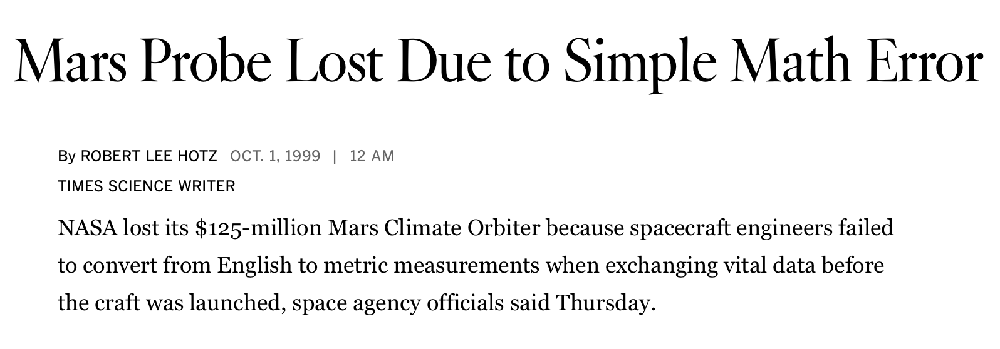 Mars Probe Lost Due to Simple Math Error
By ROBERT LEE HOTZ OCT. 1, 1999 | 12 AM
TIMES SCIENCE WRITER
NASA lost its $125-million Mars Climate Orbiter because spacecraft engineers failed
to convert from English to metric measurements when exchanging vital data before
the craft was launched, space agency officials said Thursday.